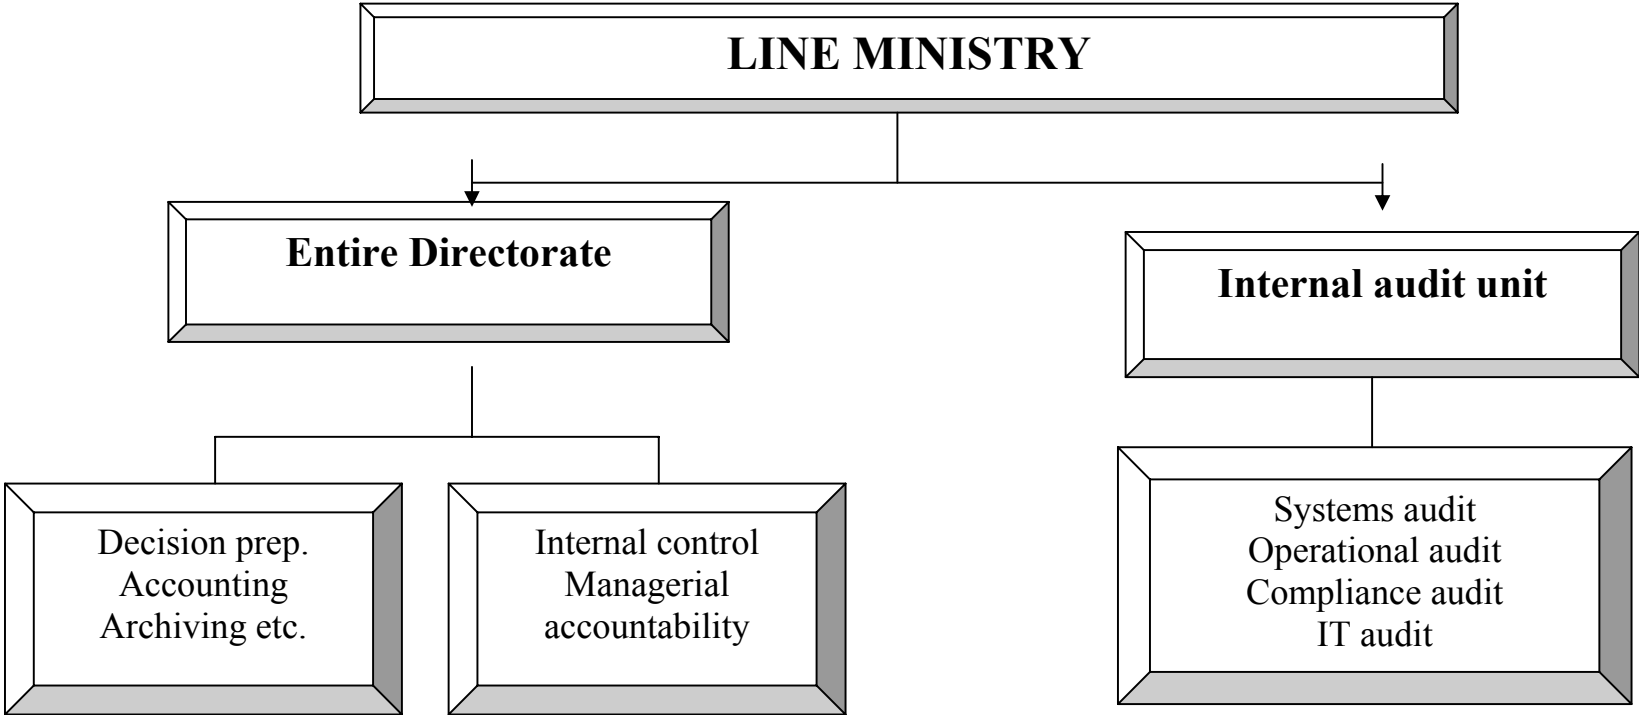 LINE MINISTRY
Entire Directorate
Internal audit unit
Decision prep.
Accounting
Archiving etc.
Internal control
Managerial
accountability
Systems audit
Operational audit
Compliance audit
IT audit